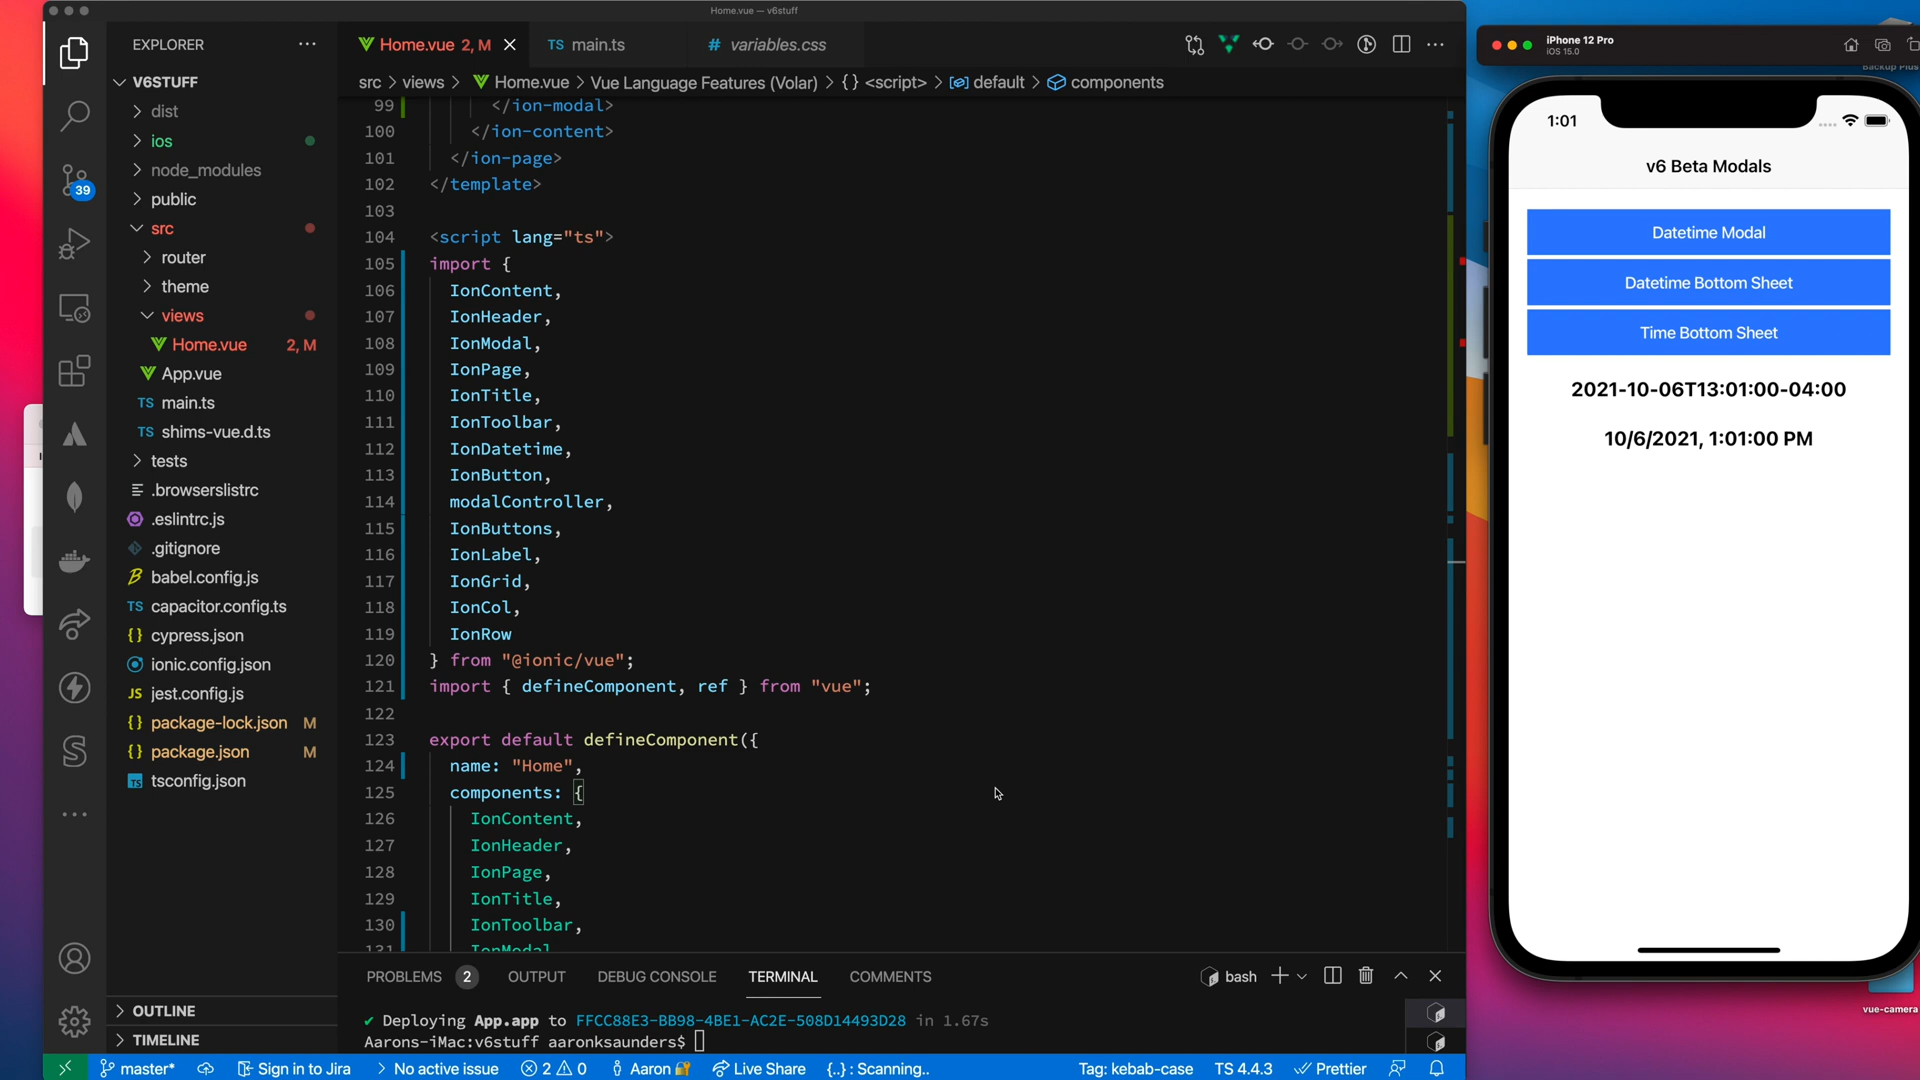 Home.vue — v6stuff
EXPLORER
Home.vue 2, M
TS main.ts
# variables.css
src > views > Home.vue > Vue Language Features (Volar) > {} <script> > default > components
V6STUFF
dist
ios
node_modules
public
src
router
theme
views
Home.vue 2, M
App.vue
TS main.ts
TS shims-vue.d.ts
tests
.browserslistrc
.eslintrc.js
.gitignore
babel.config.js
TS capacitor.config.ts
{} cypress.json
ionic.config.json
JS jest.config.js
{} package-lock.json M
{} package.json M
tsconfig.json
OUTLINE
TIMELINE
39
99 </ion-modal>
100 </ion-content>
101 </ion-page>
102 </template>
103
104 <script lang="ts">
105 import {
106 IonContent,
107 IonHeader,
108 IonModal,
109 IonPage,
110 IonTitle,
111 IonToolbar,
112 IonDatetime,
113 IonButton,
114 modalController,
115 IonButtons,
116 IonLabel,
117 IonGrid,
118 IonCol,
119 IonRow
120 } from "@ionic/vue";
121 import { defineComponent, ref } from "vue";
122
123 export default defineComponent({
124 name: "Home",
125 components: {
126 IonContent,
127 IonHeader,
128 IonPage,
129 IonTitle,
130 IonToolbar,
131 IonModal
PROBLEMS 2 OUTPUT DEBUG CONSOLE TERMINAL COMMENTS
bash
✔ Deploying App.app to FFCC88E3-BB98-4BE1-AC2E-508D14493D28 in 1.67s
Aarons-iMac:v6stuff aaronksaunders$
master* Sign in to Jira No active issue 2 0 Aaron Live Share {..} : Scanning.. Tag: kebab-case TS 4.4.3 Prettier
iPhone 12 Pro
iOS 15.0
Backup Plus
1:01
v6 Beta Modals
Datetime Modal
Datetime Bottom Sheet
Time Bottom Sheet
2021-10-06T13:01:00-04:00
10/6/2021, 1:01:00 PM
vue-camera